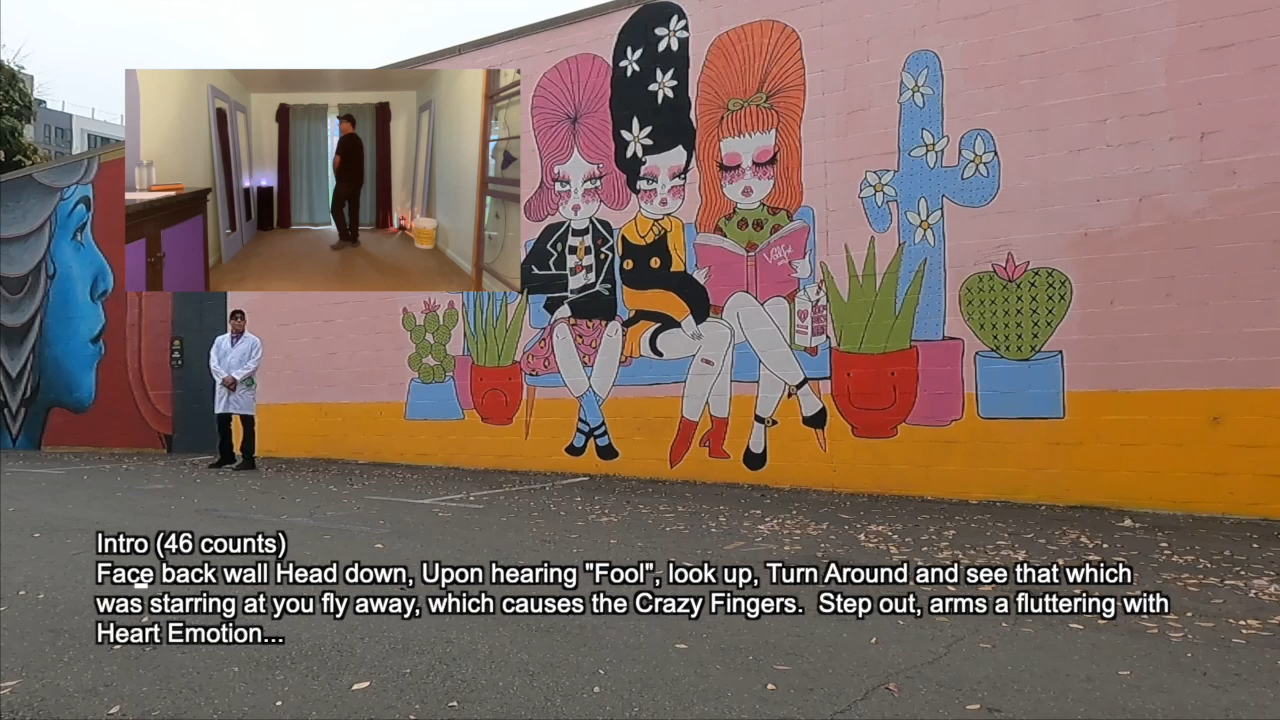 Intro (46 counts)
Face back wall Head down, Upon hearing "Fool", look up, Turn Around and see that which
was starring at you fly away, which causes the Crazy Fingers.  Step out, arms a fluttering with
Heart Emotion...